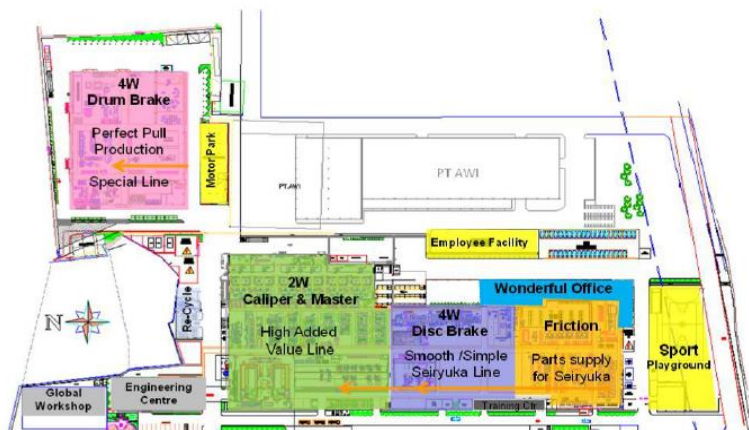 4W
Drum Brake
Perfect Pull
Production
Special Line
Motor Park
PT AWI
PT AWI
Employee Facility
2W
Caliper & Master
High Added
Value Line
Wonderful Office
4W
Disc Brake
Smooth /Simple
Seiryuka Line
Friction
Parts supply
for Seiryuka
Sport
Playground
Re-Cycle
N
Global
Workshop
Engineering
Centre
Training Ctr